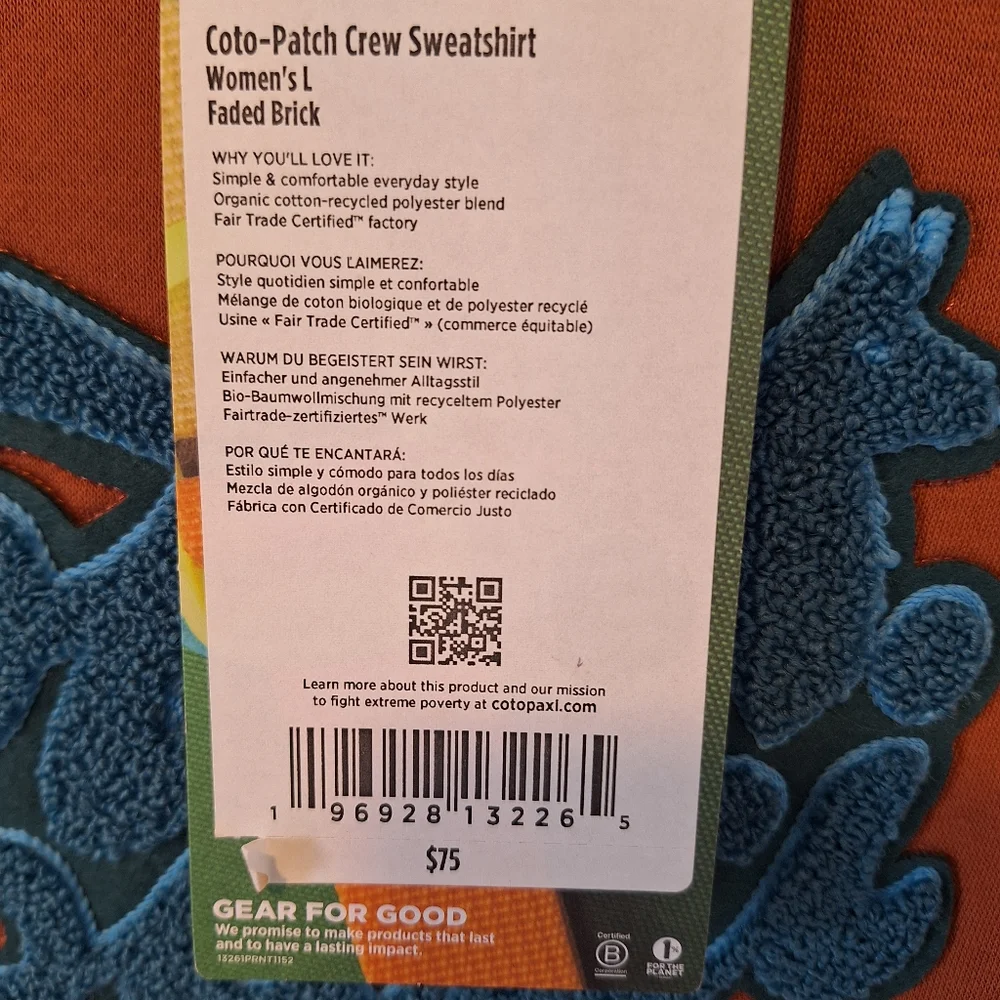 Coto-Patch Crew Sweatshirt
Women's L
Faded Brick
WHY YOU'LL LOVE IT:
Simple & comfortable everyday style
Organic cotton-recycled polyester blend
Fair Trade Certified™ factory
POURQUOI VOUS L'AIMEREZ:
Style quotidien simple et confortable
Mélange de coton biologique et de polyester recyclé
Usine « Fair Trade Certified™ » (commerce équitable)
WARUM DU BEGEISTERT SEIN WIRST:
Einfacher und angenehmer Alltagsstil
Bio-Baumwollmischung mit recyceltem Polyester
Fairtrade-zertifiziertes™ Werk
POR QUÉ TE ENCANTARÁ:
Estilo simple y cómodo para todos los días
Mezcla de algodón orgánico y poliéster reciclado
Fábrica con Certificado de Comercio Justo
Learn more about this product and our mission
to fight extreme poverty at cotopaxi.com
1 96928 13226 5
$75
GEAR FOR GOOD
We promise to make products that last
and to have a lasting impact.
13261PRNT1152
Certified
B
Corporation
1%
FOR THE
PLANET